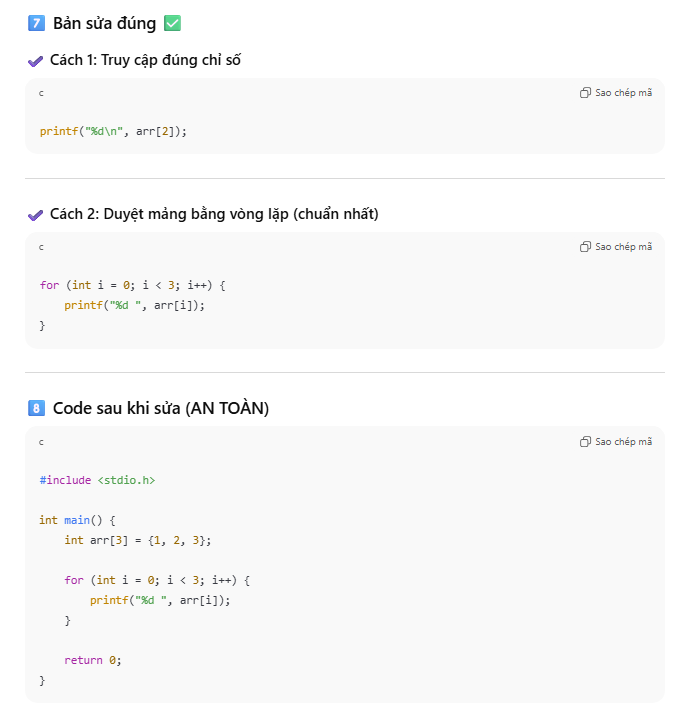 7 Bản sửa đúng ✅
✔ Cách 1: Truy cập đúng chỉ số
c
Sao chép mã
printf("%d\n", arr[2]);
✔ Cách 2: Duyệt mảng bằng vòng lặp (chuẩn nhất)
c
Sao chép mã
for (int i = 0; i < 3; i++) {
    printf("%d ", arr[i]);
}
8 Code sau khi sửa (AN TOÀN)
c
Sao chép mã
#include <stdio.h>
int main() {
    int arr[3] = {1, 2, 3};
    for (int i = 0; i < 3; i++) {
        printf("%d ", arr[i]);
    }
    return 0;
}